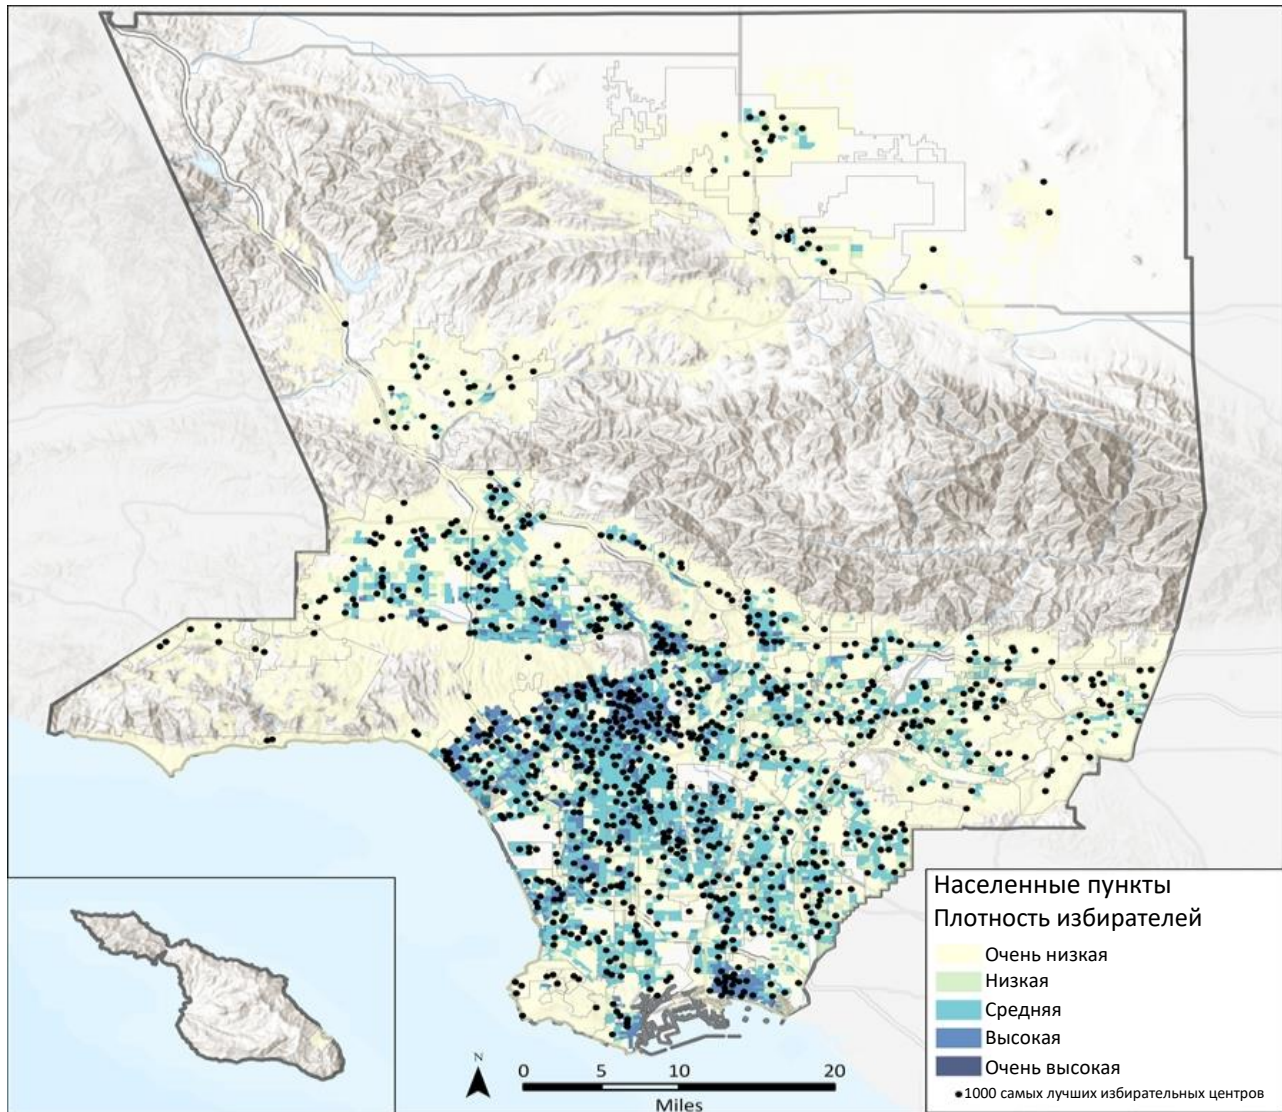 Населенные пункты
Плотность избирателей
Очень низкая
Низкая
Средняя
Высокая
Очень высокая
1000 самых лучших избирательных центров
N
0 5 10 20
Miles